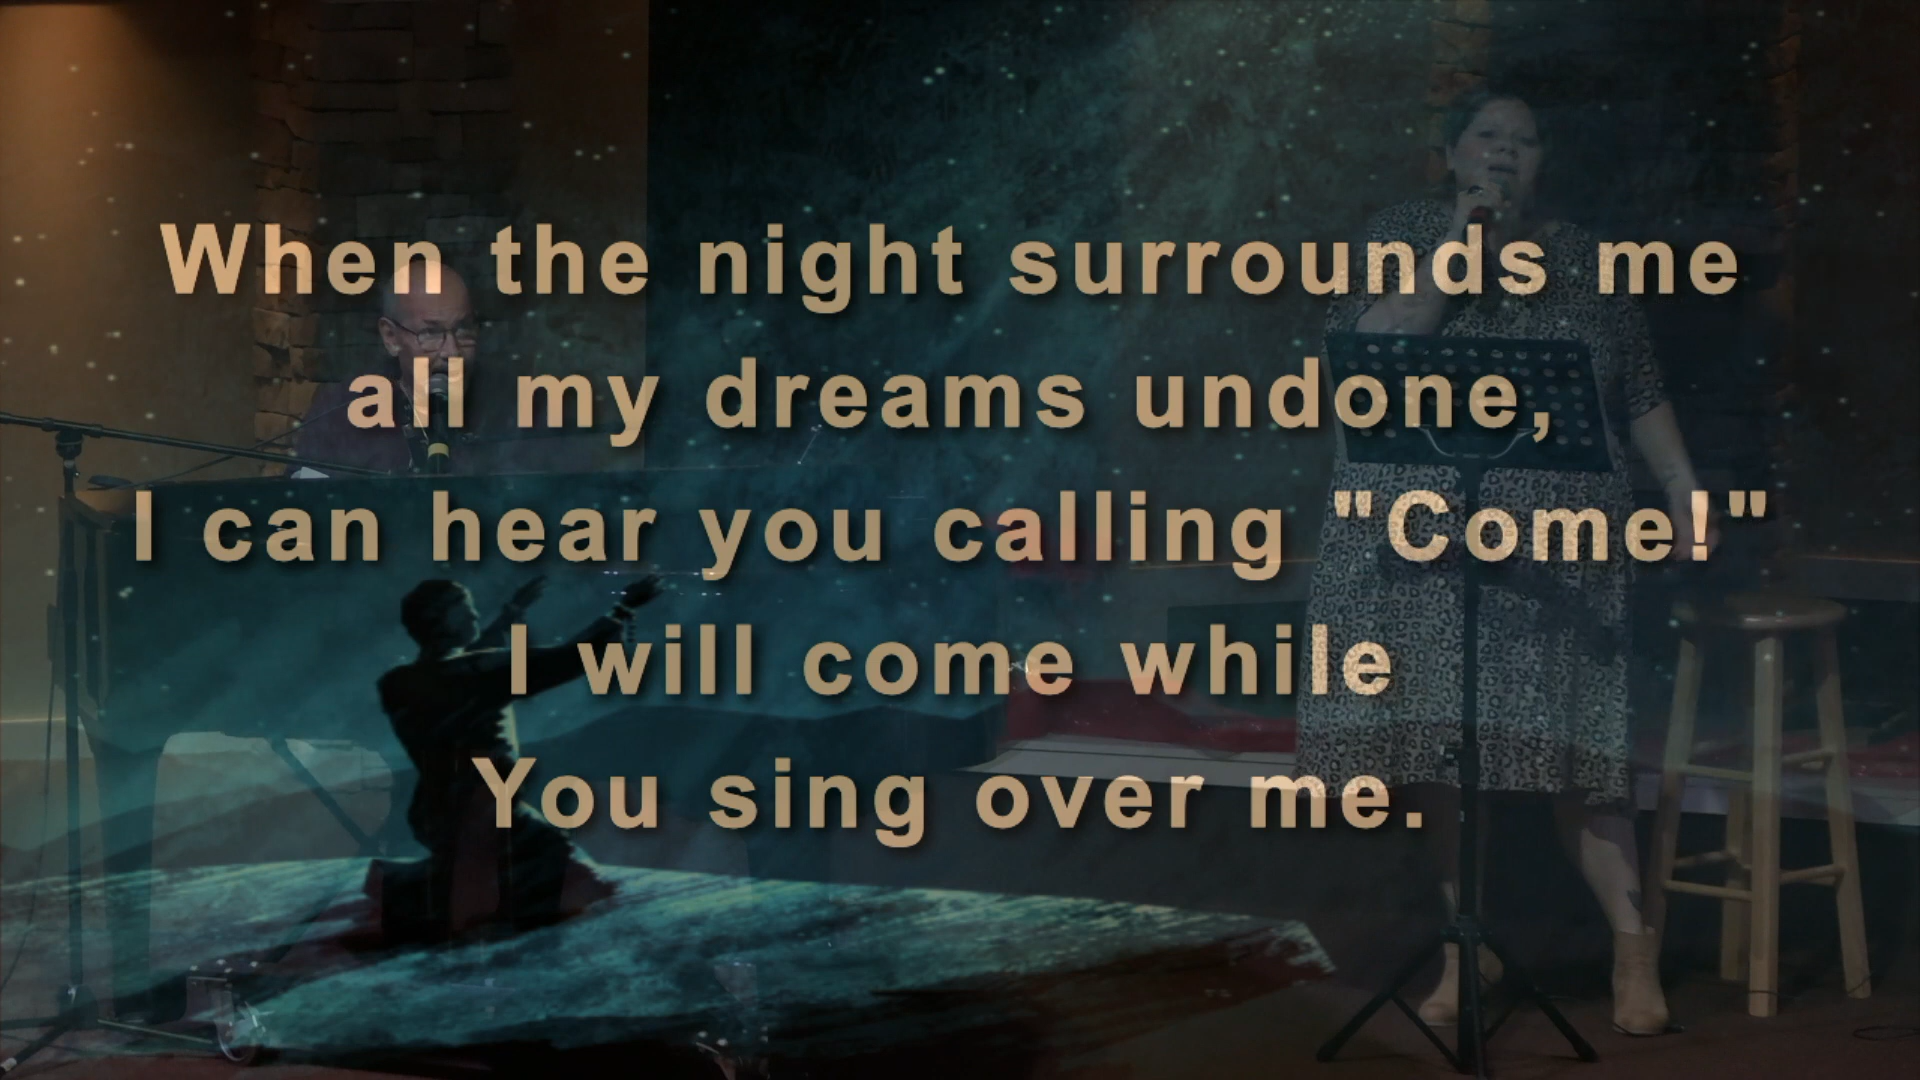 When the night surrounds me
all my dreams undone,
I can hear you calling "Come!"
I will come while
You sing over me.